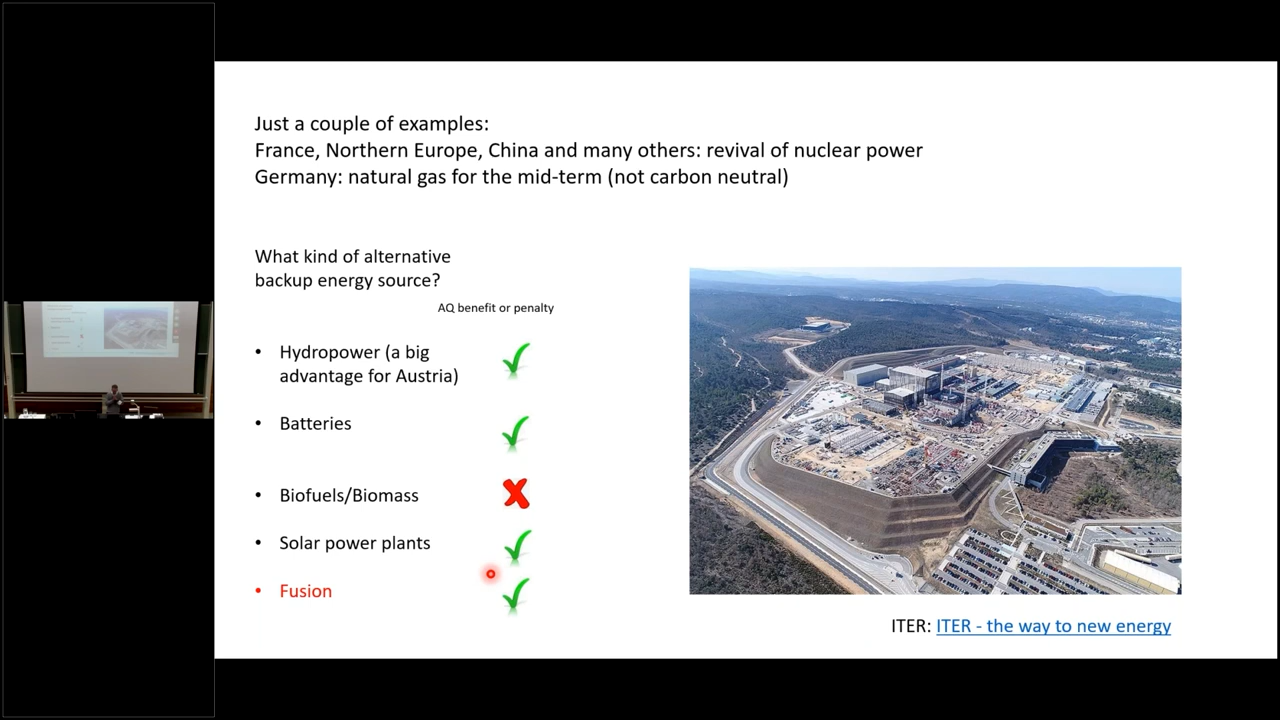 Just a couple of examples:
France, Northern Europe, China and many others: revival of nuclear power
Germany: natural gas for the mid-term (not carbon neutral)
What kind of alternative
backup energy source?
AQ benefit or penalty
• Hydropower (a big
advantage for Austria)
• Batteries
• Biofuels/Biomass
• Solar power plants
• Fusion
ITER: ITER - the way to new energy